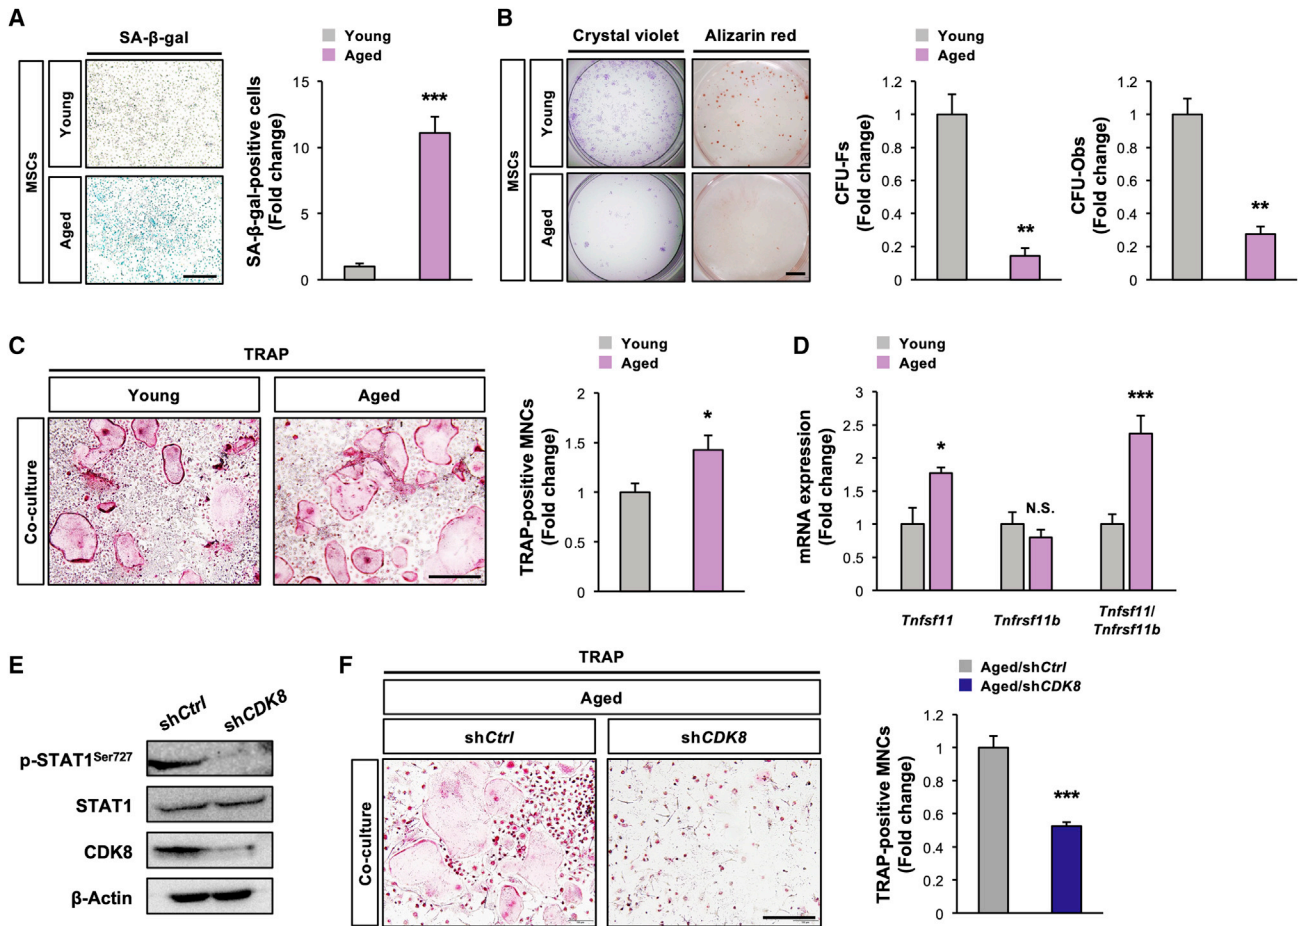 A
SA-β-gal
MSCs
Young
Aged
Young
Aged
SA-β-gal-positive cells
(Fold change)
15
10
5
0
***
B
Crystal violet
Alizarin red
MSCs
Young
Aged
Young
Aged
CFU-Fs
(Fold change)
1.2
1
0.8
0.6
0.4
0.2
0
**
CFU-Obs
(Fold change)
1.2
1
0.8
0.6
0.4
0.2
0
**
C
TRAP
Young
Aged
Co-culture
Young
Aged
TRAP-positive MNCs
(Fold change)
2
1.5
1
0.5
0
*
D
Young
Aged
mRNA expression
(Fold change)
3
2.5
2
1.5
1
0.5
0
*
N.S.
***
Tnfsf11
Tnfrsf11b
Tnfsf11/
Tnfrsf11b
E
shCtrl
shCDK8
p-STAT1Ser727
STAT1
CDK8
β-Actin
F
TRAP
Aged
shCtrl
shCDK8
Co-culture
Aged/shCtrl
Aged/shCDK8
TRAP-positive MNCs
(Fold change)
1.2
1
0.8
0.6
0.4
0.2
0
***